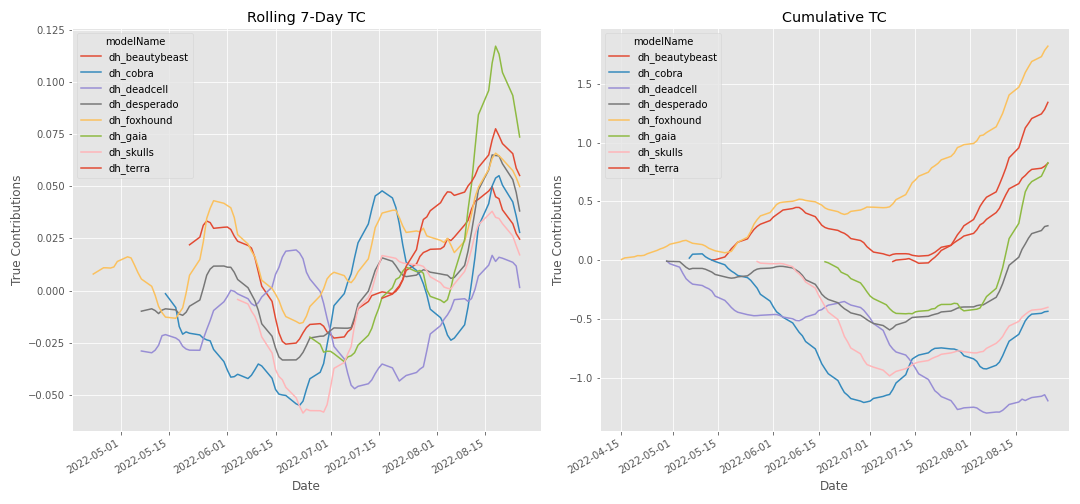 Rolling 7-Day TC
True Contributions
0.125
0.100
0.075
0.050
0.025
0.000
−0.025
−0.050
modelName
dh_beautybeast
dh_cobra
dh_deadcell
dh_desperado
dh_foxhound
dh_gaia
dh_skulls
dh_terra
2022-05-01
2022-05-15
2022-06-01
2022-06-15
2022-07-01
2022-07-15
2022-08-01
2022-08-15
Date
Cumulative TC
True Contributions
1.5
1.0
0.5
0.0
−0.5
−1.0
modelName
dh_beautybeast
dh_cobra
dh_deadcell
dh_desperado
dh_foxhound
dh_gaia
dh_skulls
dh_terra
2022-04-15
2022-05-01
2022-05-15
2022-06-01
2022-06-15
2022-07-01
2022-07-15
2022-08-01
2022-08-15
Date